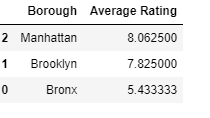 Borough Average Rating
2 Manhattan 8.062500
1 Brooklyn 7.825000
0 Bronx 5.433333